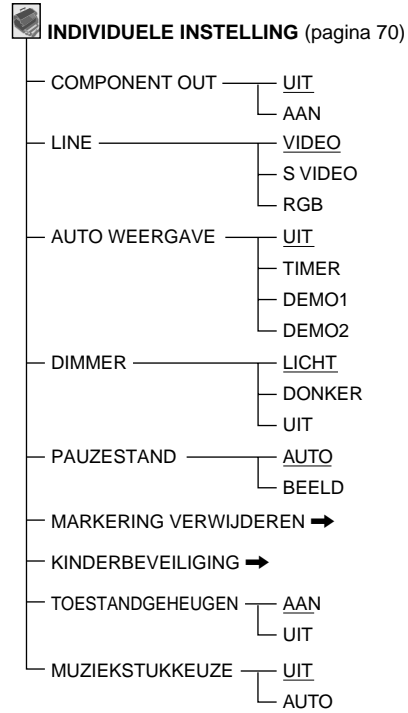 INDIVIDUELE INSTELLING (pagina 70)
COMPONENT OUT UIT
AAN
LINE VIDEO
S VIDEO
RGB
AUTO WEERGAVE UIT
TIMER
DEMO1
DEMO2
DIMMER LICHT
DONKER
UIT
PAUZESTAND AUTO
BEELD
MARKERING VERWIJDEREN ➡
KINDERBEVEILIGING ➡
TOESTANDGEHEUGEN AAN
UIT
MUZIEKSTUKKEUZE UIT
AUTO